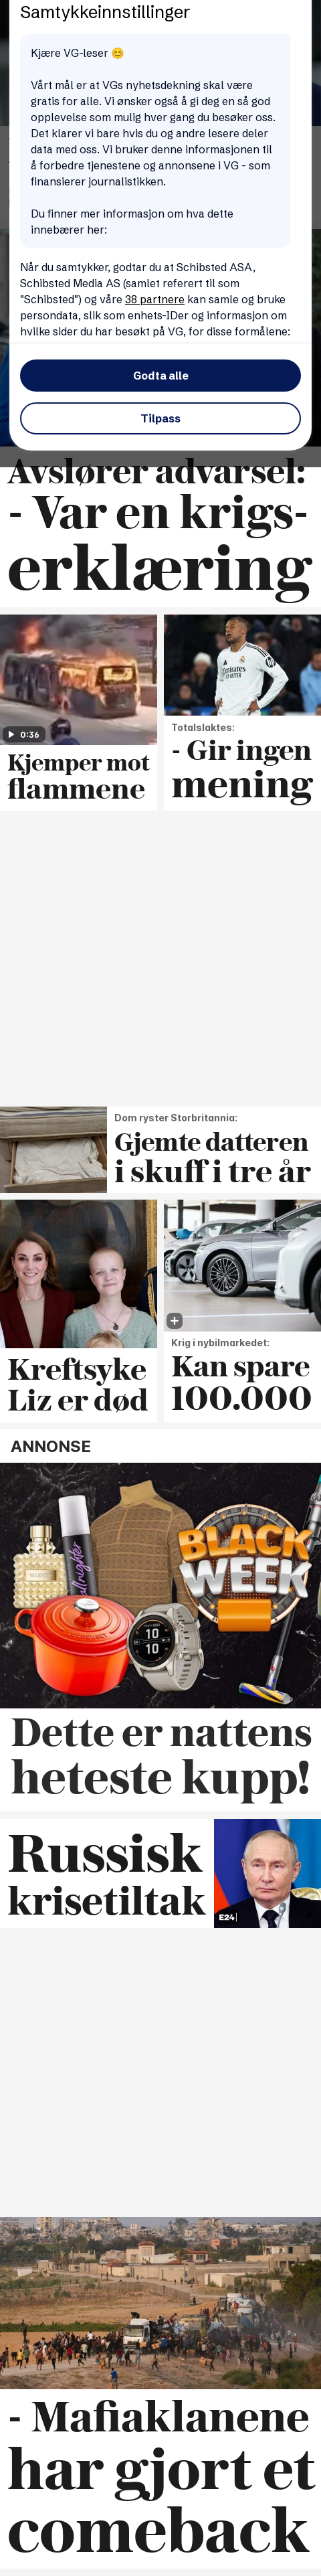 Samtykkeinnstillinger
Kjære VG-leser 😊
Vårt mål er at VGs nyhetsdekning skal være
gratis for alle. Vi ønsker også å gi deg en så god
opplevelse som mulig hver gang du besøker oss.
Det klarer vi bare hvis du og andre lesere deler
data med oss. Vi bruker denne informasjonen til
å forbedre tjenestene og annonsene i VG - som
finansierer journalistikken.
Du finner mer informasjon om hva dette
innebærer her:
Når du samtykker, godtar du at Schibsted ASA,
Schibsted Media AS (samlet referert til som
"Schibsted") og våre 38 partnere kan samle og bruke
persondata, slik som enhets-IDer og informasjon om
hvilke sider du har besøkt på VG, for disse formålene:
Godta alle
Tilpass
Avslører advarsel:
- Var en krigs-
erklæring
0:36
Kjemper mot
flammene
Totalslaktes:
- Gir ingen
mening
Dom ryster Storbritannia:
Gjemte datteren
i skuff i tre år
Kreftsyke
Liz er død
Krig i nybilmarkedet:
Kan spare
100.000
ANNONSE
allnighter
BLACK
WEEK
10
10
Dette er nattens
heteste kupp!
Russisk
krisetiltak
E24
- Mafiaklanene
har gjort et
comeback